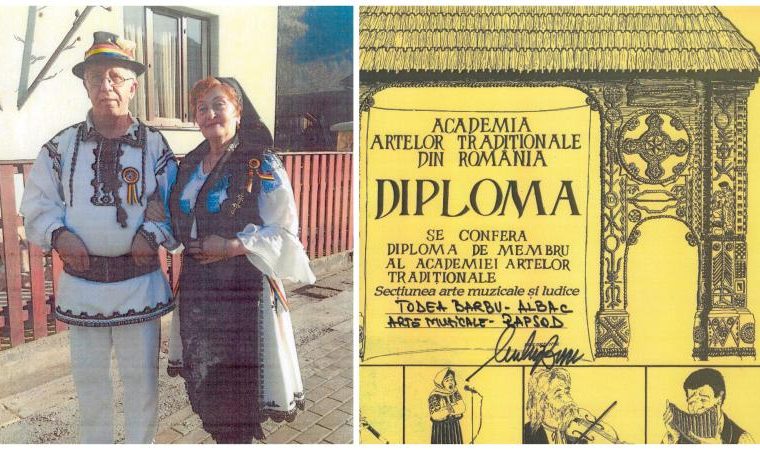 ACADEMIA
ARTELOR TRADITIONALE
DIN ROMÂNIA
DIPLOMA
SE CONFERA
DIPLOMA DE MEMBRU
AL ACADEMIEI ARTELOR
TRADIȚIONALE
Secțiunea arte muzicale și ludice
TODEA BARBU - ALBAC
ARTE MUZICALE - RAPSOD